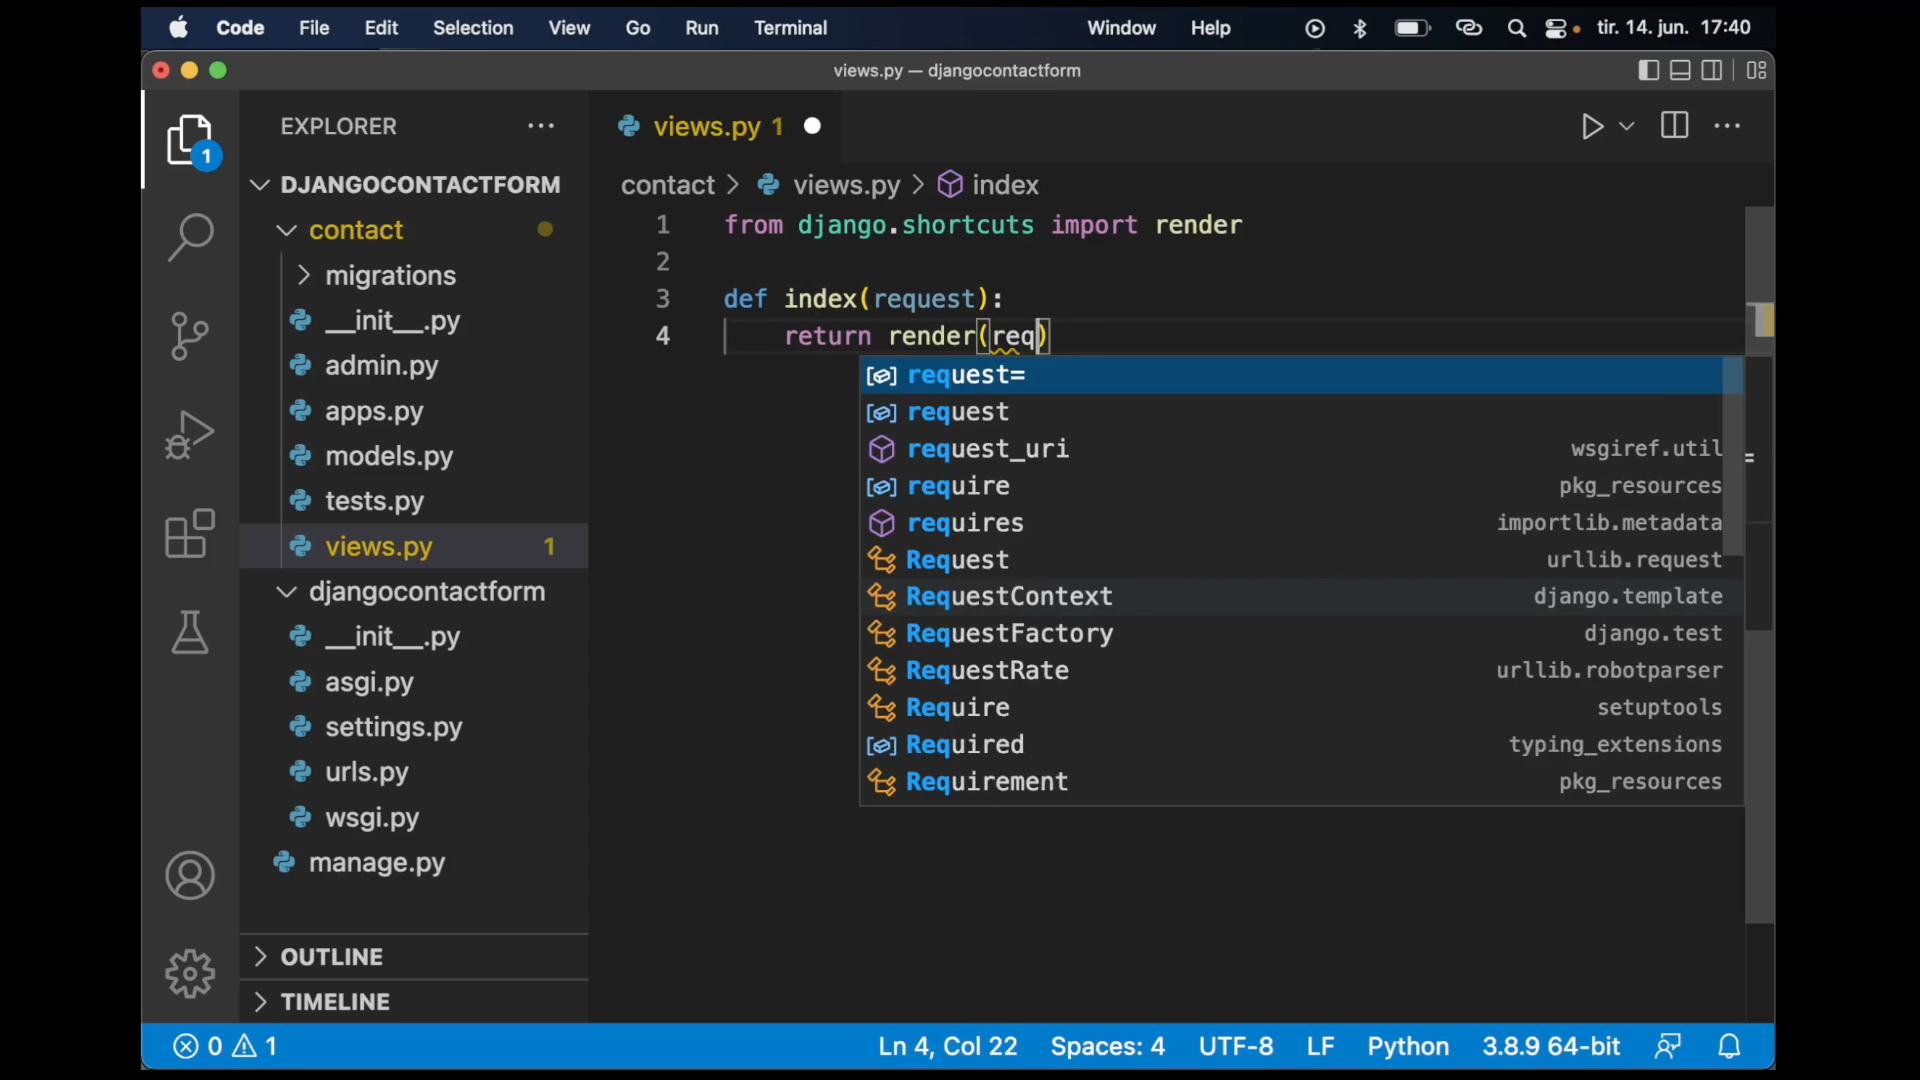 Code File Edit Selection View Go Run Terminal Window Help tir. 14. jun. 17:40
views.py — djangocontactform
EXPLORER ···
1
DJANGOCONTACTFORM
contact
migrations
__init__.py
admin.py
apps.py
models.py
tests.py
views.py 1
djangocontactform
__init__.py
asgi.py
settings.py
urls.py
wsgi.py
manage.py
OUTLINE
TIMELINE
views.py 1
contact > views.py > index
1 from django.shortcuts import render
2
3 def index(request):
4 return render(req)
request=
request
request_uri wsgiref.util
require pkg_resources
requires importlib.metadata
Request urllib.request
RequestContext django.template
RequestFactory django.test
RequestRate urllib.robotparser
Require setuptools
Required typing_extensions
Requirement pkg_resources
0 1 Ln 4, Col 22 Spaces: 4 UTF-8 LF Python 3.8.9 64-bit